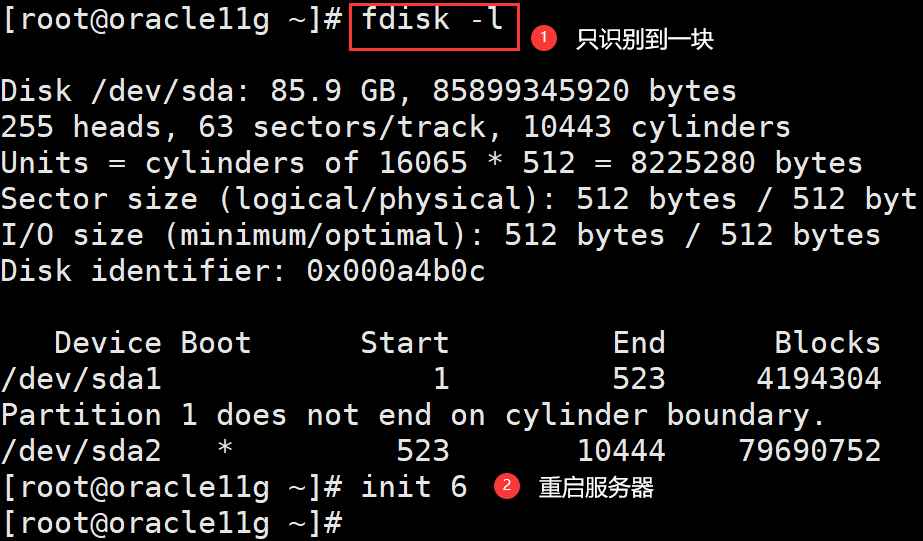 [root@oracle11g ~]# fdisk -l 1 只识别到一块
Disk /dev/sda: 85.9 GB, 85899345920 bytes
255 heads, 63 sectors/track, 10443 cylinders
Units = cylinders of 16065 * 512 = 8225280 bytes
Sector size (logical/physical): 512 bytes / 512 byt
I/O size (minimum/optimal): 512 bytes / 512 bytes
Disk identifier: 0x000a4b0c
Device Boot Start End Blocks
/dev/sda1 1 523 4194304
Partition 1 does not end on cylinder boundary.
/dev/sda2 * 523 10444 79690752
[root@oracle11g ~]# init 6 2 重启服务器
[root@oracle11g ~]#